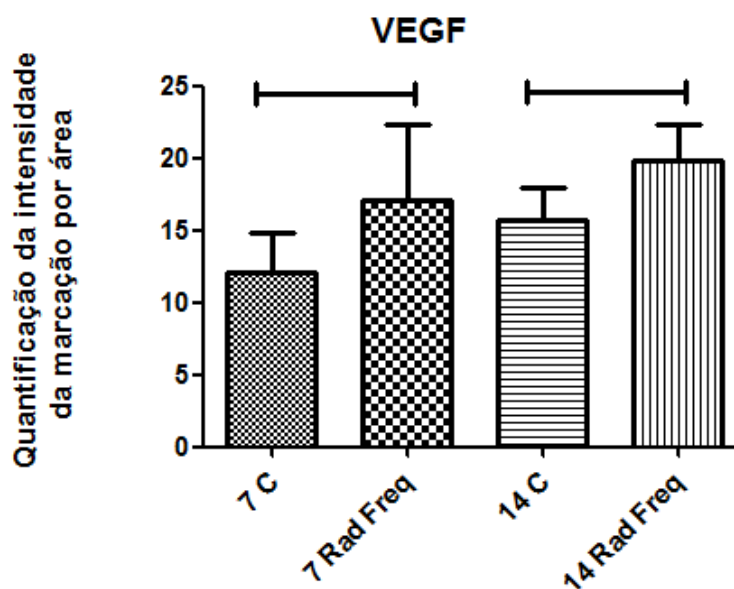 VEGF
Quantificação da intensidade
da marcação por área
25
20
15
10
5
0
7 C
7 Rad Freq
14 C
14 Rad Freq